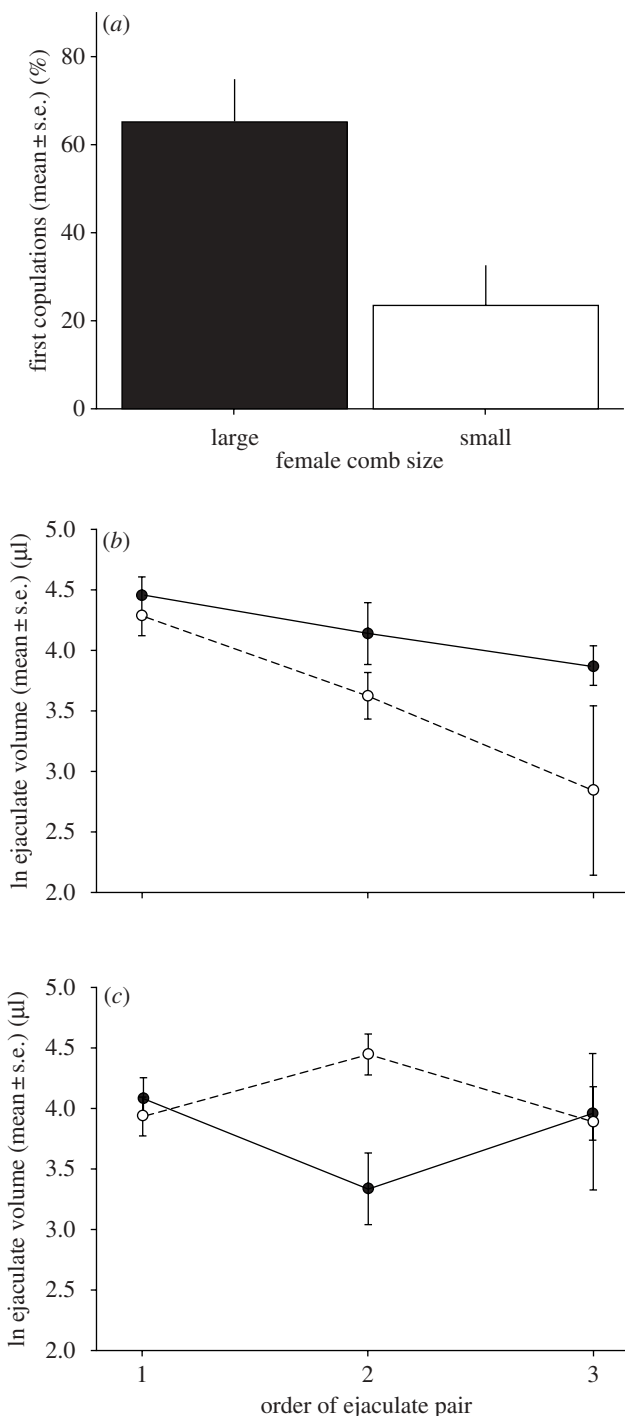 (a)
first copulations (mean ± s.e.) (%)
80
60
40
20
0
large
small
female comb size
(b)
ln ejaculate volume (mean ± s.e.) (μl)
5.0
4.5
4.0
3.5
3.0
2.5
2.0
(c)
ln ejaculate volume (mean ± s.e.) (μl)
5.0
4.5
4.0
3.5
3.0
2.5
2.0
1
2
3
order of ejaculate pair